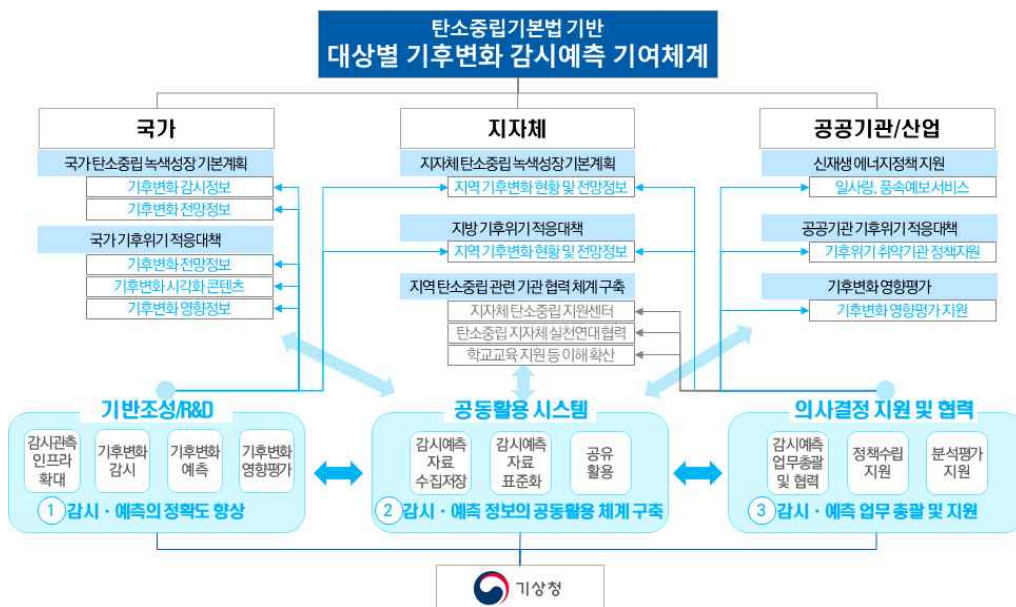 탄소중립기본법 기반
대상별 기후변화 감시예측 기여체계
국가
국가 탄소중립 녹색성장 기본계획
기후변화 감시정보
기후변화 전망정보
국가 기후위기 적응대책
기후변화 전망정보
기후변화 시각화 콘텐츠
기후변화 영향정보
지자체
지자체 탄소중립 녹색성장 기본계획
지역 기후변화 현황 및 전망정보
지방 기후위기 적응대책
지역 기후변화 현황 및 전망정보
지역 탄소중립 관련 기관 협력 체계 구축
지자체 탄소중립 지원센터
탄소중립 지자체 실천연대 협력
학교교육 지원 등 이해 확산
공공기관/산업
신재생 에너지정책 지원
일사량, 풍속예보 서비스
공공기관 기후위기 적응대책
기후위기 취약기관 정책지원
기후변화 영향평가
기후변화 영향평가 지원
기반조성/R&D
감시관측
인프라
확대
기후변화
감시
기후변화
예측
기후변화
영향평가
① 감시·예측의 정확도 향상
공동활용 시스템
감시예측
자료
수집저장
감시예측
자료
표준화
공유
활용
② 감시·예측 정보의 공동활용 체계 구축
의사결정 지원 및 협력
감시예측
업무총괄
및 협력
정책수립
지원
분석평가
지원
③ 감시·예측 업무 총괄 및 지원
기상청